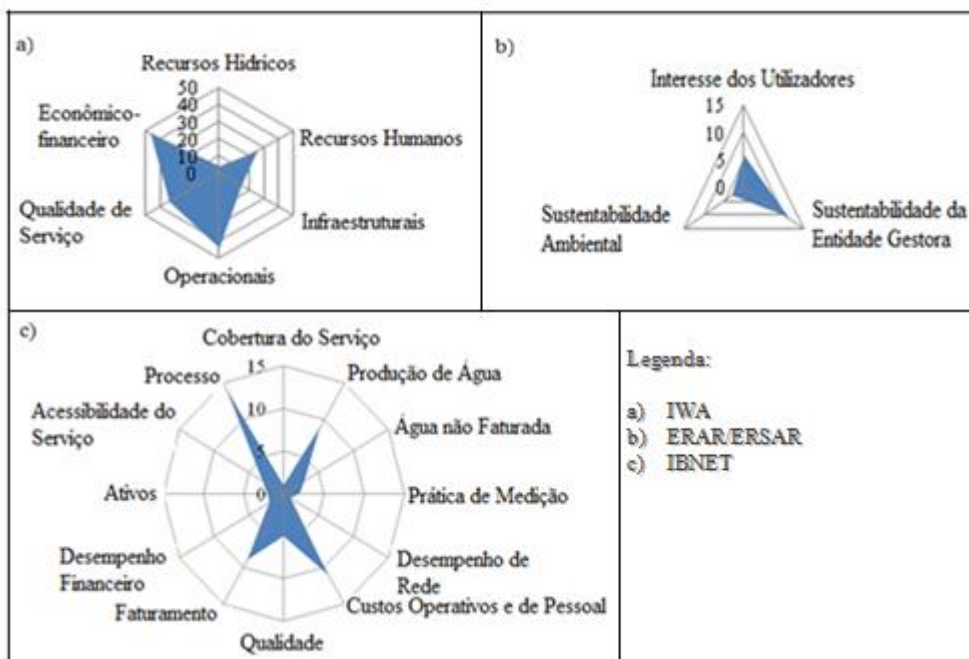 a)
Recursos Hidricos
50
40
30
20
10
0
Econômico-
financeiro
Recursos Humanos
Qualidade de
Serviço
Infraestruturais
Operacionais
b)
Interesse dos Utilizadores
15
10
5
0
Sustentabilidade
Ambiental
Sustentabilidade da
Entidade Gestora
c)
Cobertura do Serviço
15
10
5
0
Processo
Produção de Água
Acessibilidade do
Serviço
Água não Faturada
Ativos
Prática de Medição
Desempenho
Financeiro
Desempenho de
Rede
Faturamento
Custos Operativos e de Pessoal
Qualidade
Legenda:
a) IWA
b) ERAR/ERSAR
c) IBNET